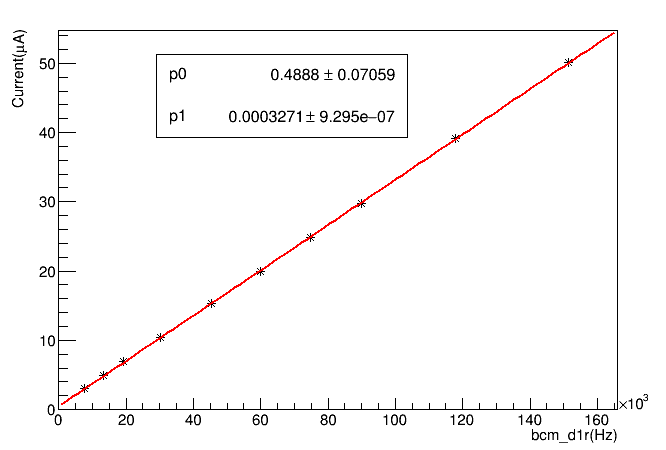 Current(μA)
50
40
30
20
10
0
p0 0.4888 ± 0.07059
p1 0.0003271 ± 9.295e−07
0 20 40 60 80 100 120 140 160 ×10³
bcm_d1r(Hz)